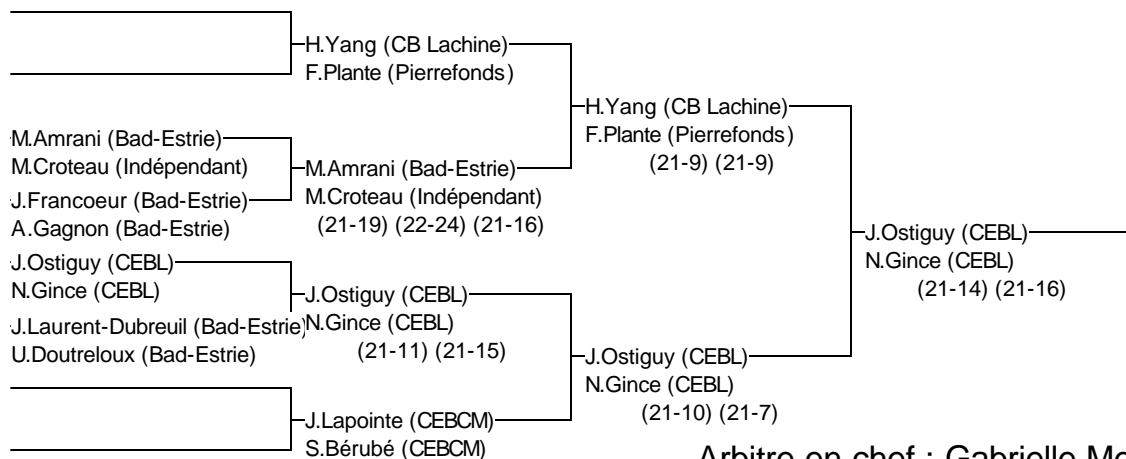 H.Yang (CB Lachine)
F.Plante (Pierrefonds)
H.Yang (CB Lachine)
F.Plante (Pierrefonds)
(21-9) (21-9)
M.Amrani (Bad-Estrie)
M.Croteau (Indépendant)
M.Amrani (Bad-Estrie)
M.Croteau (Indépendant)
(21-19) (22-24) (21-16)
J.Francoeur (Bad-Estrie)
A.Gagnon (Bad-Estrie)
J.Ostiguy (CEBL)
N.Gince (CEBL)
(21-14) (21-16)
J.Ostiguy (CEBL)
N.Gince (CEBL)
J.Ostiguy (CEBL)
N.Gince (CEBL)
(21-11) (21-15)
J.Laurent-Dubreuil (Bad-Estrie)
U.Doutreloux (Bad-Estrie)
J.Ostiguy (CEBL)
N.Gince (CEBL)
(21-10) (21-7)
J.Lapointe (CEBCM)
S.Bérubé (CEBCM)
Arbitre en chef : Gabrielle